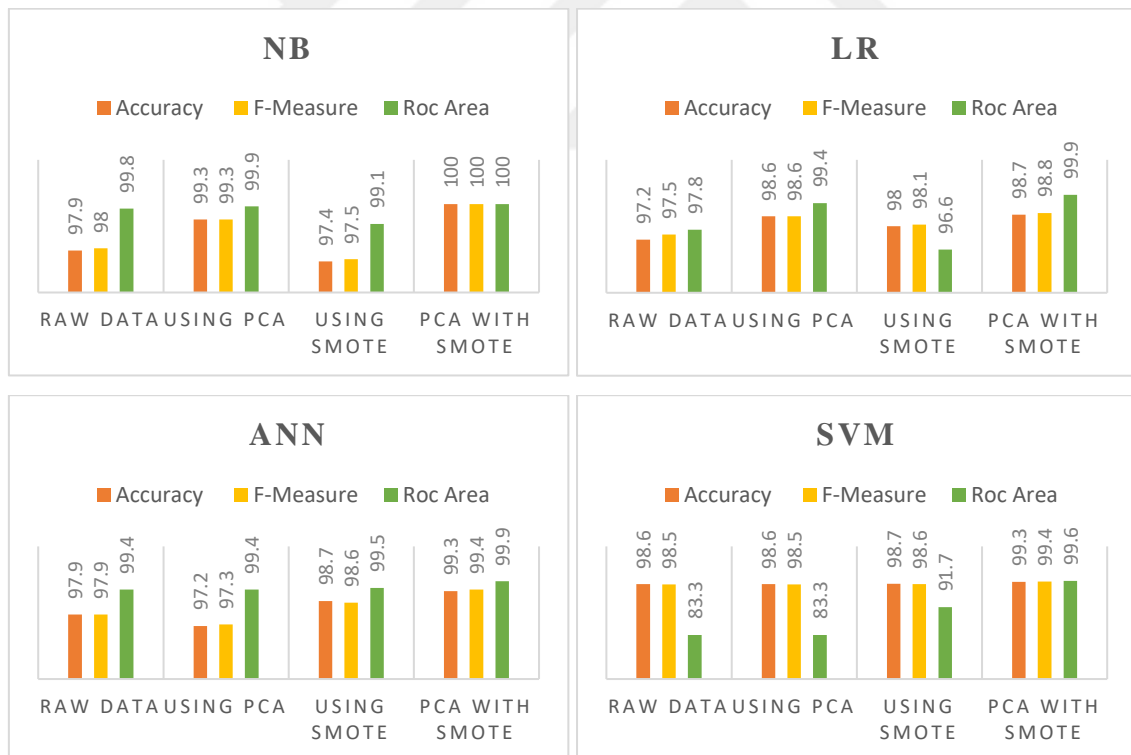 NB
Accuracy F-Measure Roc Area
97.9 98 99.8 99.3 99.3 99.9 97.4 97.5 99.1 100 100 100
RAW DATA USING PCA USING SMOTE PCA WITH SMOTE
LR
Accuracy F-Measure Roc Area
97.2 97.5 97.8 98.6 98.6 99.4 98 98.1 96.6 98.7 98.8 99.9
RAW DATA USING PCA USING SMOTE PCA WITH SMOTE
ANN
Accuracy F-Measure Roc Area
97.9 97.9 99.4 97.2 97.3 99.4 98.7 98.6 99.5 99.3 99.4 99.9
RAW DATA USING PCA USING SMOTE PCA WITH SMOTE
SVM
Accuracy F-Measure Roc Area
98.6 98.5 83.3 98.6 98.5 83.3 98.7 98.6 91.7 99.3 99.4 99.6
RAW DATA USING PCA USING SMOTE PCA WITH SMOTE